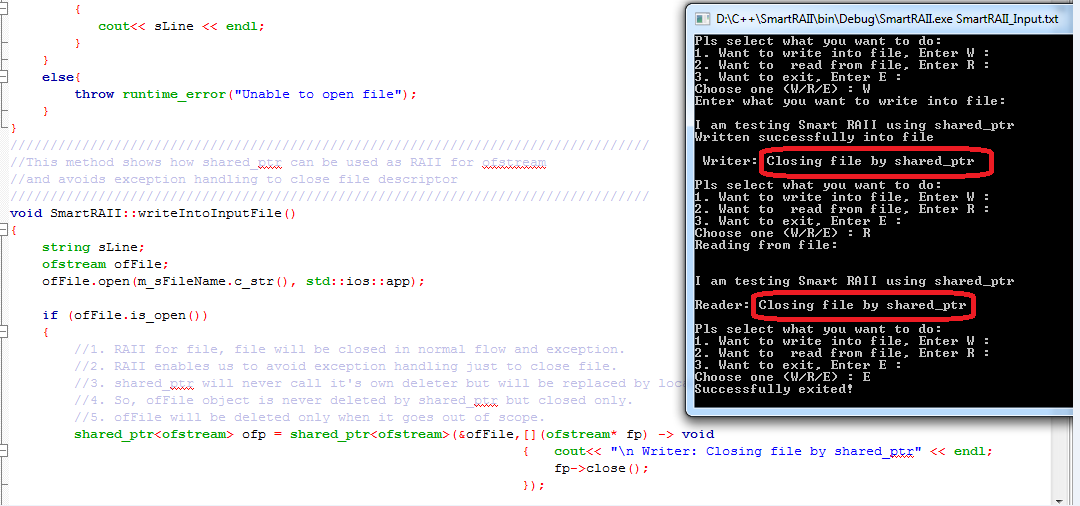 {
cout<< sLine << endl;
}
}
else{
throw runtime_error("Unable to open file");
}
}
////////////////////////////////////////////////////////////////////////////////
//This method shows how shared_ptr can be used as RAII for ofstream
//and avoids exception handling to close file descriptor
////////////////////////////////////////////////////////////////////////////////
void SmartRAII::writeIntoInputFile()
{
string sLine;
ofstream ofFile;
ofFile.open(m_sFileName.c_str(), std::ios::app);
if (ofFile.is_open())
{
//1. RAII for file, file will be closed in normal flow and exception.
//2. RAII enables us to avoid exception handling just to close file.
//3. shared_ptr will never call it's own deleter but will be replaced by
//4. So, ofFile object is never deleted by shared_ptr but closed only.
//5. ofFile will be deleted only when it goes out of scope.
shared_ptr<ofstream> ofp = shared_ptr<ofstream>(&ofFile,[](ofstream* fp) -> void
{ cout<< "\n Writer: Closing file by shared_ptr" << endl;
fp->close();
});
D:\C++\SmartRAII\bin\Debug\SmartRAII.exe SmartRAII_Input.txt
Pls select what you want to do:
1. Want to write into file, Enter W :
2. Want to  read from file, Enter R :
3. Want to exit, Enter E :
Choose one (W/R/E) : W
Enter what you want to write into file:
I am testing Smart RAII using shared_ptr
Written successfully into file
Writer: Closing file by shared_ptr
Pls select what you want to do:
1. Want to write into file, Enter W :
2. Want to  read from file, Enter R :
3. Want to exit, Enter E :
Choose one (W/R/E) : R
Reading from file:
I am testing Smart RAII using shared_ptr
Reader: Closing file by shared_ptr
Pls select what you want to do:
1. Want to write into file, Enter W :
2. Want to  read from file, Enter R :
3. Want to exit, Enter E :
Choose one (W/R/E) : E
Successfully exited!